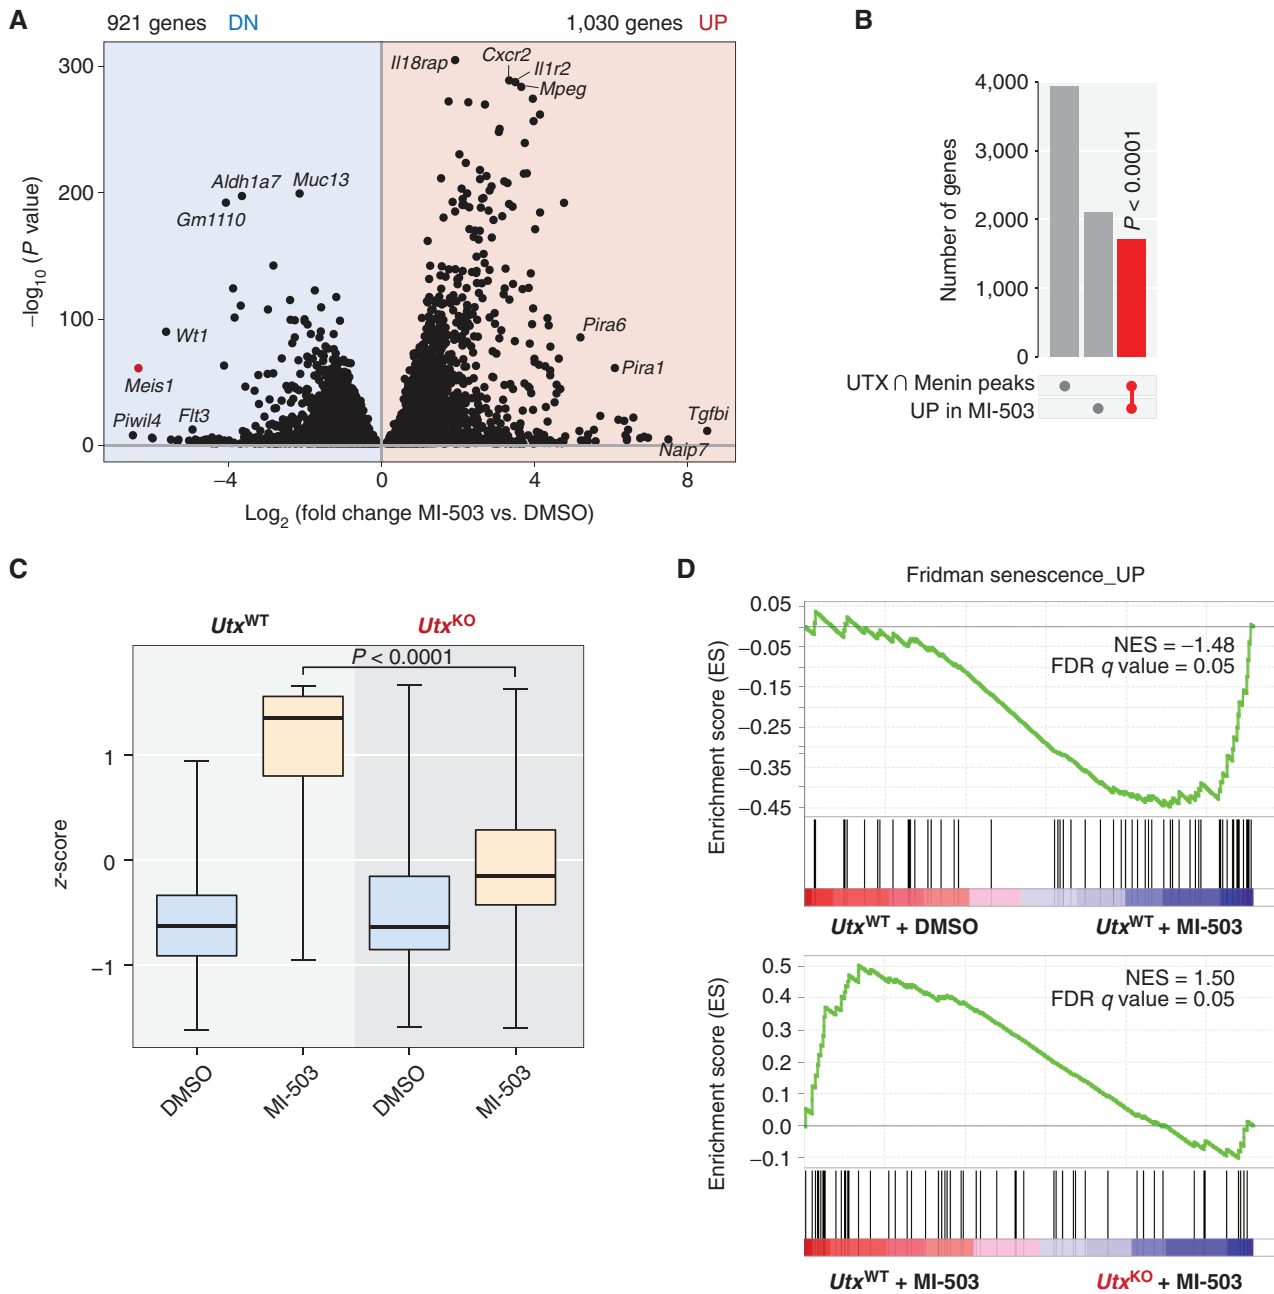 A
921 genes DN
1,030 genes UP
300
200
100
0
−log10 (P value)
Il18rap
Cxcr2
Il1r2
Mpeg
Aldh1a7
Muc13
Gm1110
Wt1
Meis1
Piwil4
Flt3
Pira6
Pira1
Tgfbi
Naip7
−4
0
4
8
Log2 (fold change MI-503 vs. DMSO)
B
4,000
3,000
2,000
1,000
0
Number of genes
P < 0.0001
UTX ∩ Menin peaks
UP in MI-503
C
UtxWT
UtxKO
P < 0.0001
1
0
−1
z-score
DMSO
MI-503
DMSO
MI-503
D
Fridman senescence_UP
0.05
−0.05
−0.15
−0.25
−0.35
−0.45
Enrichment score (ES)
NES = −1.48
FDR q value = 0.05
UtxWT + DMSO
UtxWT + MI-503
0.5
0.4
0.3
0.2
0.1
0.0
−0.1
Enrichment score (ES)
NES = 1.50
FDR q value = 0.05
UtxWT + MI-503
UtxKO + MI-503